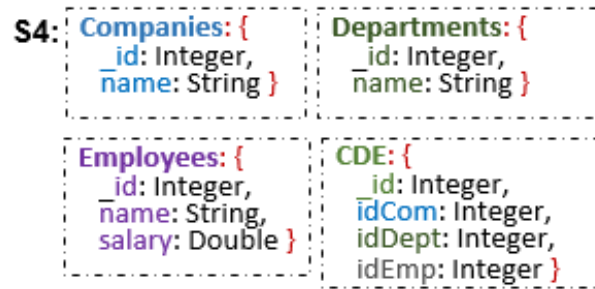 S4:
Companies: {
_id: Integer,
name: String }
Departments: {
_id: Integer,
name: String }
Employees: {
_id: Integer,
name: String,
salary: Double }
CDE: {
_id: Integer,
idCom: Integer,
idDept: Integer,
idEmp: Integer }